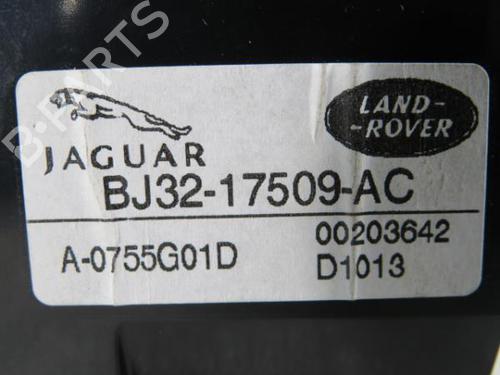 B-PARTS
JAGUAR
LAND-
-ROVER
BJ32-17509-AC
A-0755G01D
00203642
D1013